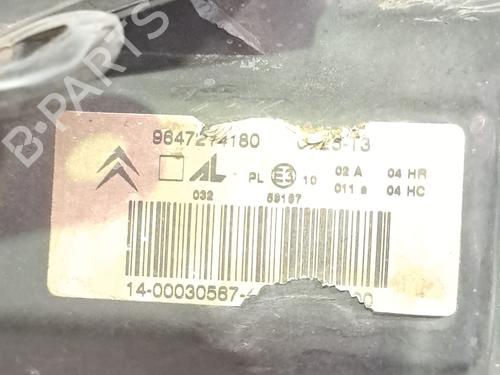 B-PARTS
9647274180
AL PL E3 10 02 A 04 HR
011 a 04 HC
032 59167
14-00030567-